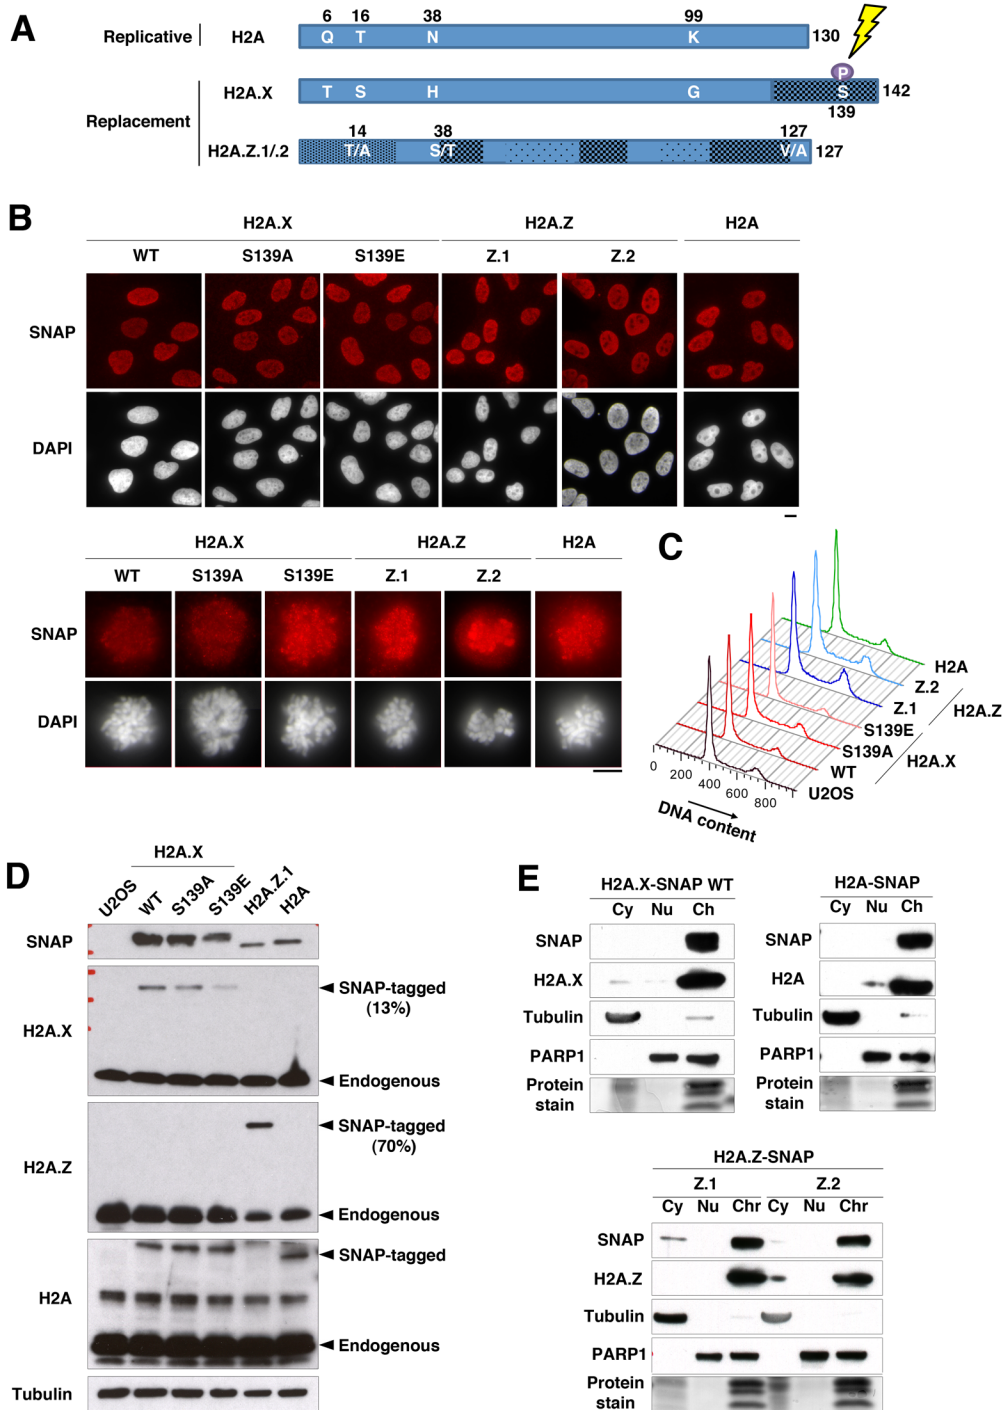 A
6 16 38 99
Replicative H2A Q T N K 130
P
H2A.X T S H G S 142
139
Replacement
14 38 127
H2A.Z.1/.2 T/A S/T V/A 127
B
H2A.X H2A.Z H2A
WT S139A S139E Z.1 Z.2
SNAP
DAPI
H2A.X H2A.Z H2A
WT S139A S139E Z.1 Z.2
SNAP
DAPI
C
H2A
Z.2
Z.1
H2A.Z
S139E
S139A
H2A.X
WT
U2OS
0 200 400 600 800
DNA content
D
H2A.X
U2OS WT S139A S139E H2A.Z.1 H2A
SNAP
SNAP-tagged
(13%)
H2A.X
Endogenous
SNAP-tagged
(70%)
H2A.Z
Endogenous
SNAP-tagged
H2A
Endogenous
Tubulin
E
H2A.X-SNAP WT
Cy Nu Ch
SNAP
H2A.X
Tubulin
PARP1
Protein
stain
H2A-SNAP
Cy Nu Ch
SNAP
H2A
Tubulin
PARP1
Protein
stain
H2A.Z-SNAP
Z.1 Z.2
Cy Nu Chr Cy Nu Chr
SNAP
H2A.Z
Tubulin
PARP1
Protein
stain